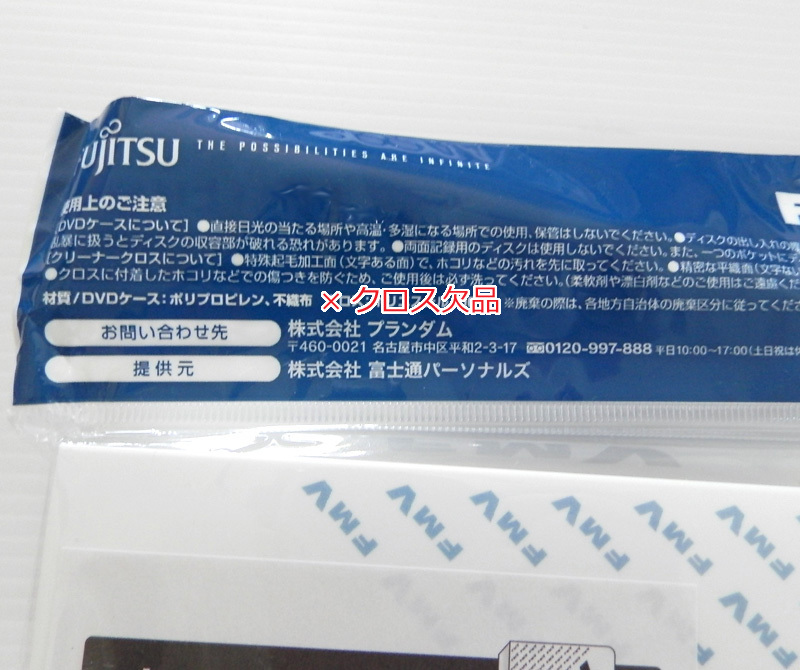 × クロス欠品
FUJITSU THE POSSIBILITIES ARE INFINITE
使用上のご注意
[DVDケースについて] ●直接日光の当たる場所や高温・多湿になる場所での使用、保管はしないでください。●ディスクの出し入れの
乱暴に扱うとディスクの収容部が破れる恐れがあります。●両面記録用のディスクは使用しないでください。また、一つのポケットに
[クリーナークロスについて] ●特殊起毛加工面(文字ある面)で、ホコリなどの汚れを先に取ってください。●精密な平織面(文字な
●クロスに付着したホコリなどでの傷つきを防ぐため、ご使用後は必ず洗ってください。(柔軟剤や漂白剤などのご使用はご遠慮
材質/DVDケース:ポリプロピレン、不織布 ※廃棄の際は、各地方自治体の廃棄区分に従ってくださ
お問い合わせ先 株式会社 プランダム
〒460-0021 名古屋市中区平和2-3-17 0120-997-888 平日10:00~17:00(土日祝は
提供元 株式会社 富士通パーソナルズ
FMV FMV FMV FMV FMV FMV
FMV FMV